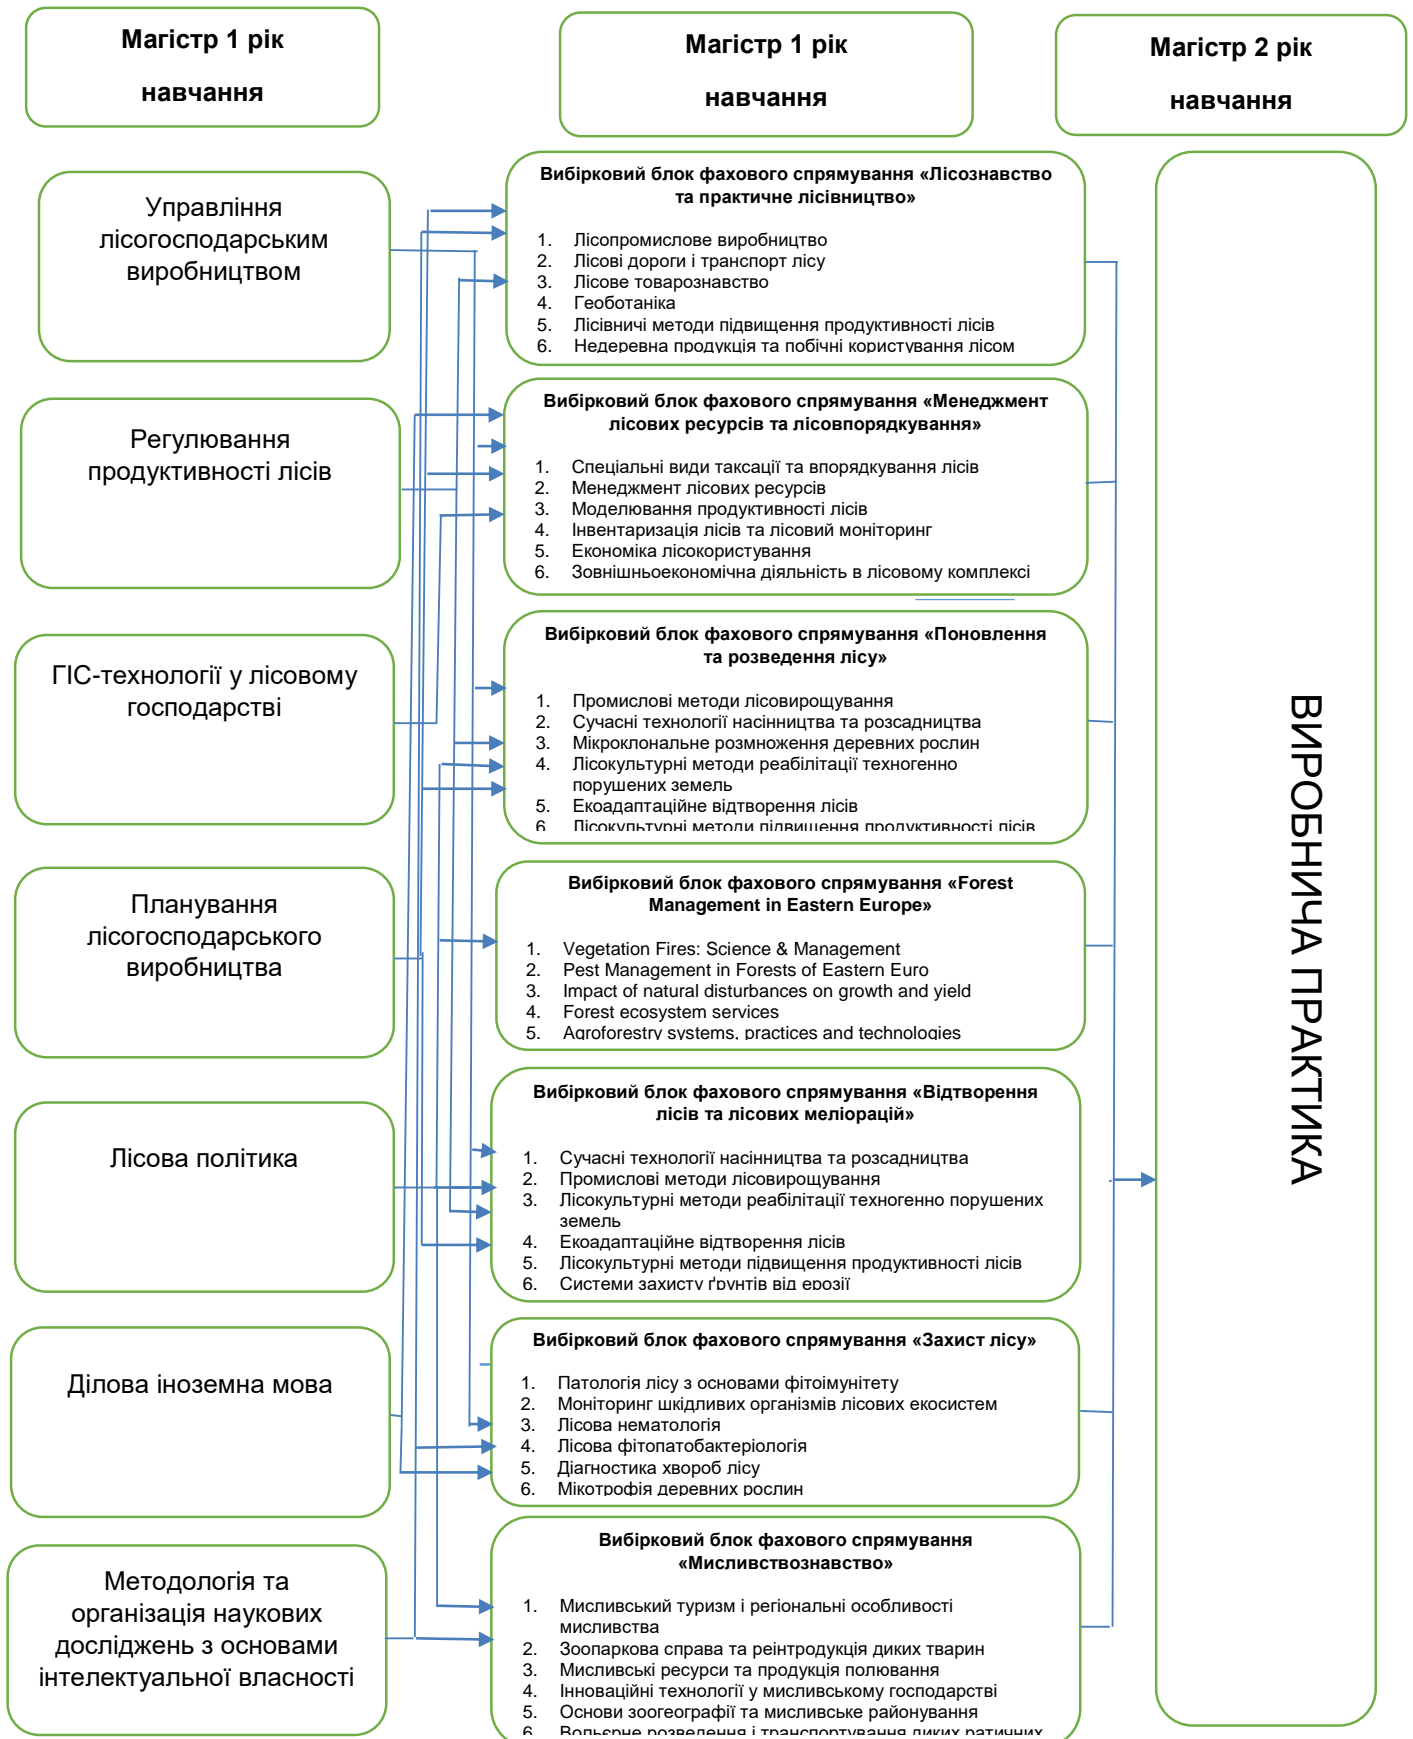 Магістр 1 рік
навчання
Магістр 1 рік
навчання
Магістр 2 рік
навчання
Управління
лісогосподарським
виробництвом
Регулювання
продуктивності лісів
ГІС-технології у лісовому
господарстві
Планування
лісогосподарського
виробництва
Лісова політика
Ділова іноземна мова
Методологія та
організація наукових
досліджень з основами
інтелектуальної власності
Вибірковий блок фахового спрямування «Лісознавство
та практичне лісівництво»
1. Лісопромислове виробництво
2. Лісові дороги і транспорт лісу
3. Лісове товарознавство
4. Геоботаніка
5. Лісівничі методи підвищення продуктивності лісів
6. Недеревна продукція та побічні користування лісом
Вибірковий блок фахового спрямування «Менеджмент
лісових ресурсів та лісовпорядкування»
1. Спеціальні види таксації та впорядкування лісів
2. Менеджмент лісових ресурсів
3. Моделювання продуктивності лісів
4. Інвентаризація лісів та лісовий моніторинг
5. Економіка лісокористування
6. Зовнішньоекономічна діяльність в лісовому комплексі
Вибірковий блок фахового спрямування «Поновлення
та розведення лісу»
1. Промислові методи лісовирощування
2. Сучасні технології насінництва та розсадництва
3. Мікроклональне розмноження деревних рослин
4. Лісокультурні методи реабілітації техногенно
порушених земель
5. Екоадаптаційне відтворення лісів
6. Лісокультурні методи підвищення продуктивності лісів
Вибірковий блок фахового спрямування «Forest
Management in Eastern Europe»
1. Vegetation Fires: Science & Management
2. Pest Management in Forests of Eastern Euro
3. Impact of natural disturbances on growth and yield
4. Forest ecosystem services
5. Agroforestry systems, practices and technologies
Вибірковий блок фахового спрямування «Відтворення
лісів та лісових меліорацій»
1. Сучасні технології насінництва та розсадництва
2. Промислові методи лісовирощування
3. Лісокультурні методи реабілітації техногенно порушених
земель
4. Екоадаптаційне відтворення лісів
5. Лісокультурні методи підвищення продуктивності лісів
6. Системи захисту ґрунтів від ерозії
Вибірковий блок фахового спрямування «Захист лісу»
1. Патологія лісу з основами фітоімунітету
2. Моніторинг шкідливих організмів лісових екосистем
3. Лісова нематологія
4. Лісова фітопатобактеріологія
5. Діагностика хвороб лісу
6. Мікотрофія деревних рослин
Вибірковий блок фахового спрямування
«Мисливствознавство»
1. Мисливський туризм і регіональні особливості
мисливства
2. Зоопаркова справа та реінтродукція диких тварин
3. Мисливські ресурси та продукція полювання
4. Інноваційні технології у мисливському господарстві
5. Основи зоогеографії та мисливське районування
6. Вольєрне розведення і транспортування диких ратичних
ВИРОБНИЧА ПРАКТИКА